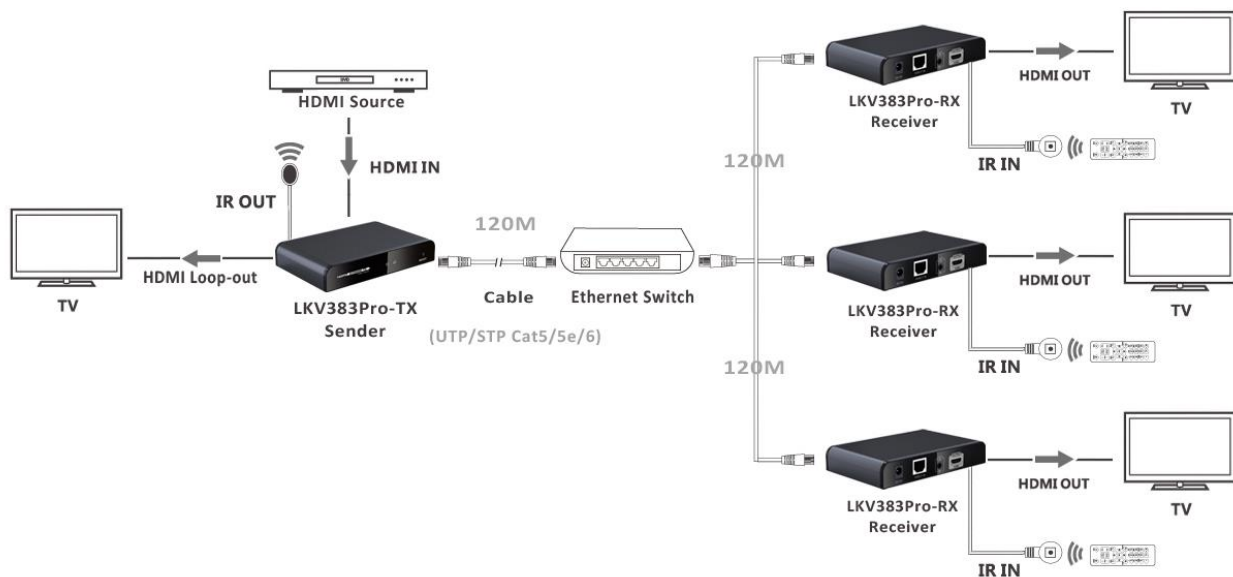 HDMI Source
HDMI IN
IR OUT
HDMI Loop-out
TV
LKV383Pro-TX
Sender
120M
Cable
(UTP/STP Cat5/5e/6)
Ethernet Switch
120M
120M
LKV383Pro-RX
Receiver
HDMI OUT
TV
IR IN
LKV383Pro-RX
Receiver
HDMI OUT
TV
IR IN
LKV383Pro-RX
Receiver
HDMI OUT
TV
IR IN